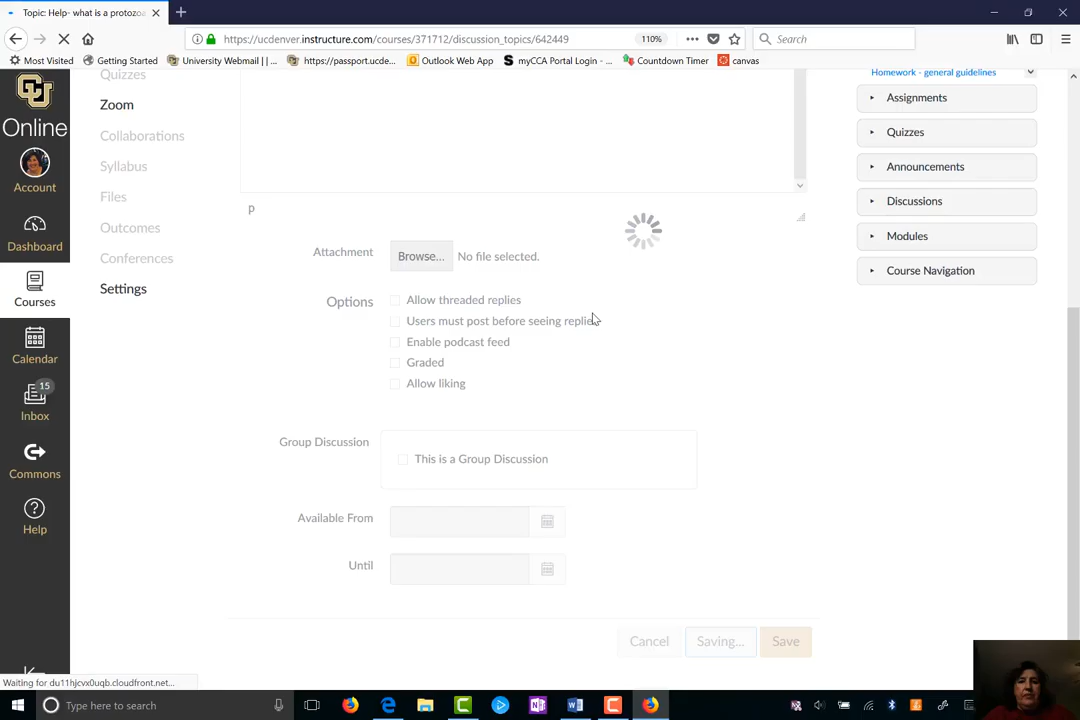 Topic: Help- what is a protozoa
https://ucdenver.instructure.com/courses/371712/discussion_topics/642449
110%
Search
Most Visited
Getting Started
University Webmail | ...
https://passport.ucde...
Outlook Web App
myCCA Portal Login - ...
Countdown Timer
canvas
Online
Account
Dashboard
Courses
Calendar
15
Inbox
Commons
Help
Quizzes
Zoom
Collaborations
Syllabus
Files
Outcomes
Conferences
Settings
p
Attachment
Browse...
No file selected.
Options
Allow threaded replies
Users must post before seeing replies
Enable podcast feed
Graded
Allow liking
Group Discussion
This is a Group Discussion
Available From
Until
Cancel
Saving...
Save
Homework - general guidelines
Assignments
Quizzes
Announcements
Discussions
Modules
Course Navigation
Waiting for du11hjcvx0uqb.cloudfront.net...
Type here to search